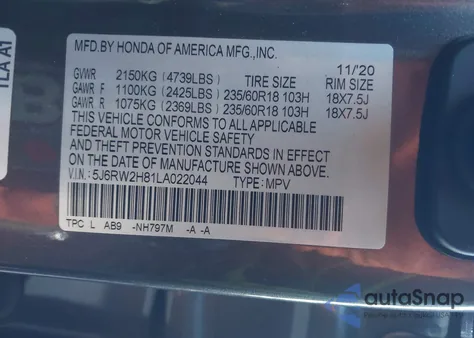 TLA A1
MFD.BY HONDA OF AMERICA MFG.,INC.
11/'20
GVWR 2150KG (4739LBS) TIRE SIZE RIM SIZE
GAWR F 1100KG (2425LBS) 235/60R18 103H 18X7.5J
GAWR R 1075KG (2369LBS) 235/60R18 103H 18X7.5J
THIS VEHICLE CONFORMS TO ALL APPLICABLE
FEDERAL MOTOR VEHICLE SAFETY
AND THEFT PREVENTION STANDARDS IN EFFECT
ON THE DATE OF MANUFACTURE SHOWN ABOVE.
V.I.N: 5J6RW2H81LA022044 TYPE: MPV
TPC L AB9 -NH797M -A -A
autoSnap